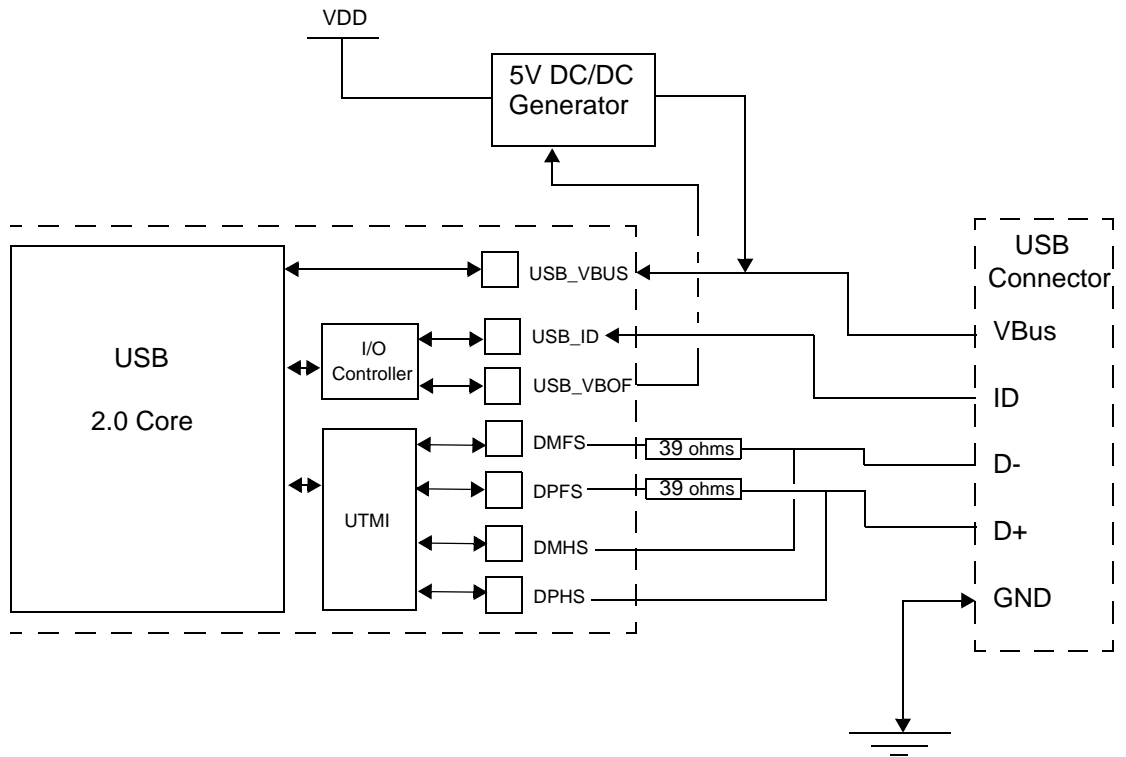 VDD
5V DC/DC
Generator
USB
Connector
USB_VBUS
VBus
USB_ID
I/O
Controller
USB
2.0 Core
USB_VBOF
ID
DMFS
39 ohms
D-
DPFS
39 ohms
UTMI
D+
DMHS
DPHS
GND